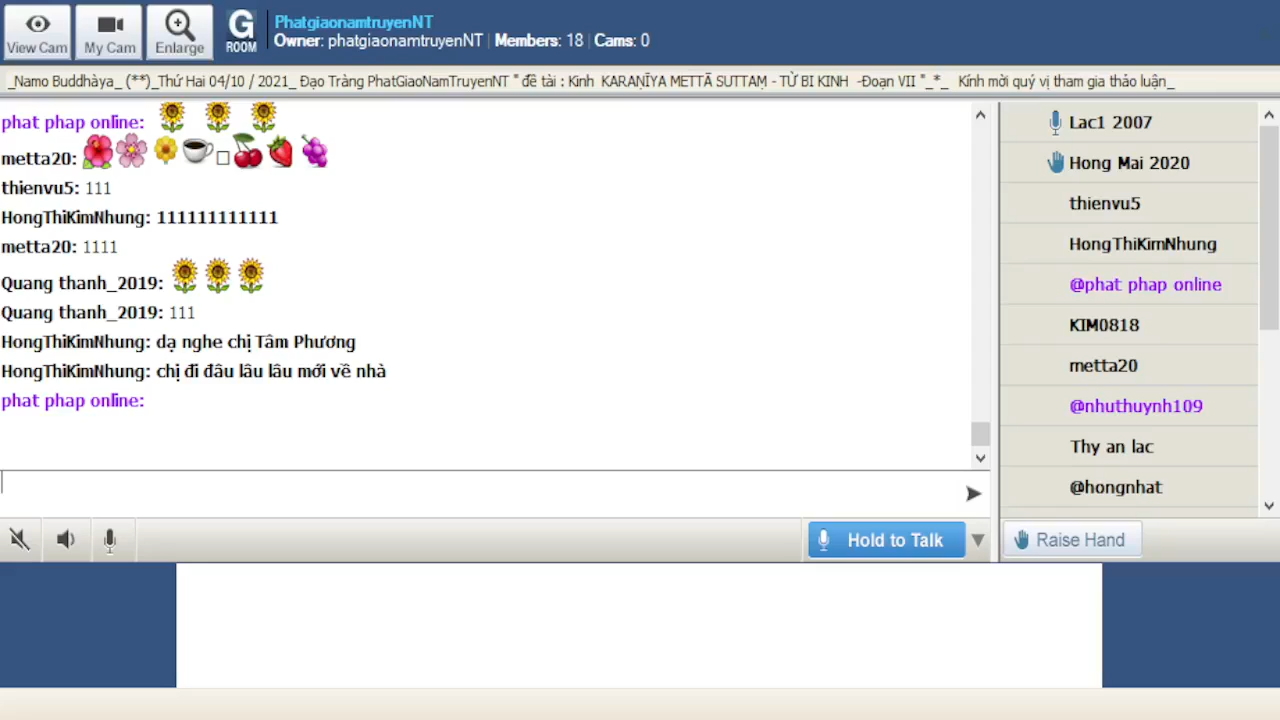 View Cam
My Cam
Enlarge
G
ROOM
PhatgiaonamtruyenNT
Owner: phatgiaonamtruyenNT | Members: 18 | Cams: 0
_Namo Buddhàya_ (**)_Thứ Hai 04/10 / 2021_ Đạo Tràng PhatGiaoNamTruyenNT " đề tài : Kinh KARAṆĪYA METTĀ SUTTAṂ - TỪ BI KINH -Đoạn VII "_*_ Kính mời quý vị tham gia thảo luận_
phat phap online:
metta20:
thienvu5: 111
HongThiKimNhung: 111111111111
metta20: 1111
Quang thanh_2019:
Quang thanh_2019: 111
HongThiKimNhung: dạ nghe chị Tâm Phương
HongThiKimNhung: chị đi đâu lâu lâu mới về nhà
phat phap online:
Hold to Talk
Lac1 2007
Hong Mai 2020
thienvu5
HongThiKimNhung
@phat phap online
KIM0818
metta20
@nhuthuynh109
Thy an lac
@hongnhat
Raise Hand